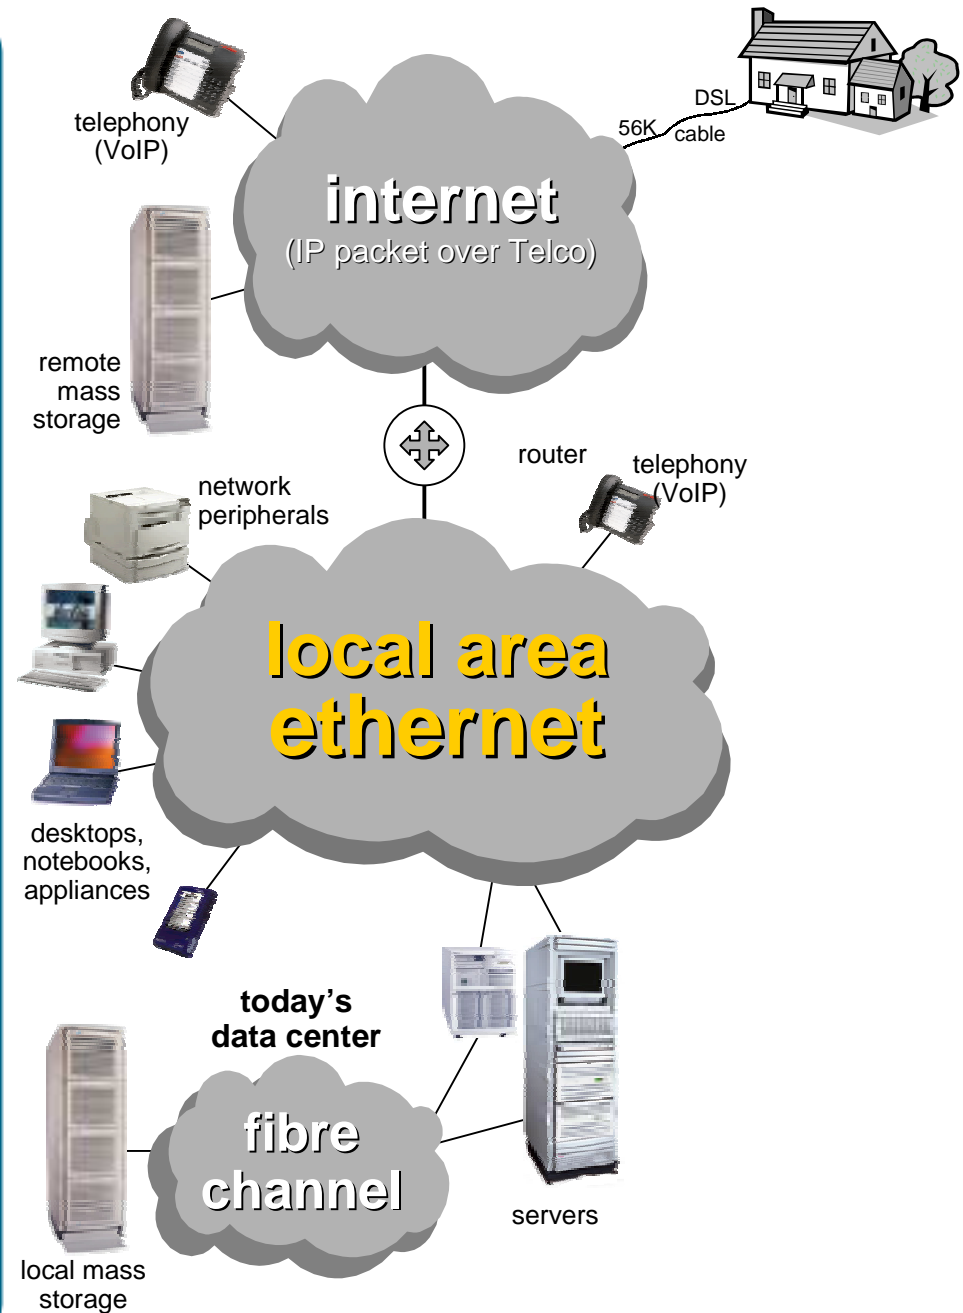 telephony
(VoIP)
DSL
56K
cable
internet
(IP packet over Telco)
remote
mass
storage
router
telephony
(VoIP)
network
peripherals
local area
ethernet
desktops,
notebooks,
appliances
today's
data center
fibre
channel
servers
local mass
storage